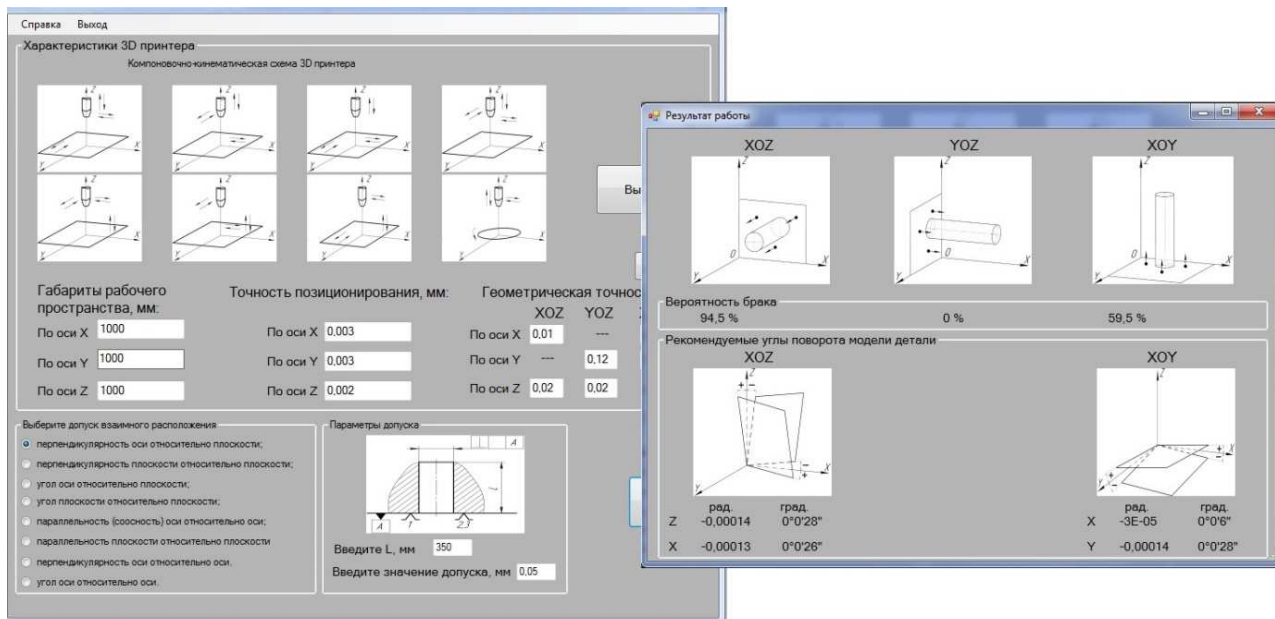 Справка Выход
Характеристики 3D принтера
Компоновочно-кинематическая схема 3D принтера
Z X Y
Z X Y
Z X Y
Z X Y
Z X Y
Z X Y
Z X Y
Z X Y
Вы
Габариты рабочего
пространства, мм:
По оси X 1000
По оси Y 1000
По оси Z 1000
Точность позиционирования, мм:
По оси X 0,003
По оси Y 0,003
По оси Z 0,002
Геометрическая точнос
XOZ YOZ
По оси X 0,01 ---
По оси Y --- 0,12
По оси Z 0,02 0,02
Выберите допуск взаимного расположения
перпендикулярность оси относительно плоскости;
перпендикулярность плоскости относительно плоскости;
угол оси относительно плоскости;
угол плоскости относительно плоскости;
параллельность (соосность) оси относительно оси;
параллельность плоскости относительно плоскости
перпендикулярность оси относительно оси.
угол оси относительно оси.
Параметры допуска
⊥ A
l
A 1 2,3
Введите L, мм 350
Введите значение допуска, мм 0,05
Результат работы
XOZ YOZ XOY
Z O X Y
Z O X Y
Z O X Y
Вероятность брака
94,5 % 0 % 59,5 %
Рекомендуемые углы поворота модели детали
XOZ XOY
Z + - X + - Y
Z X + - + - Y
рад. град.
Z -0,00014 0°0'28"
X -0,00013 0°0'26"
рад. град.
X -3E-05 0°0'6"
Y -0,00014 0°0'28"